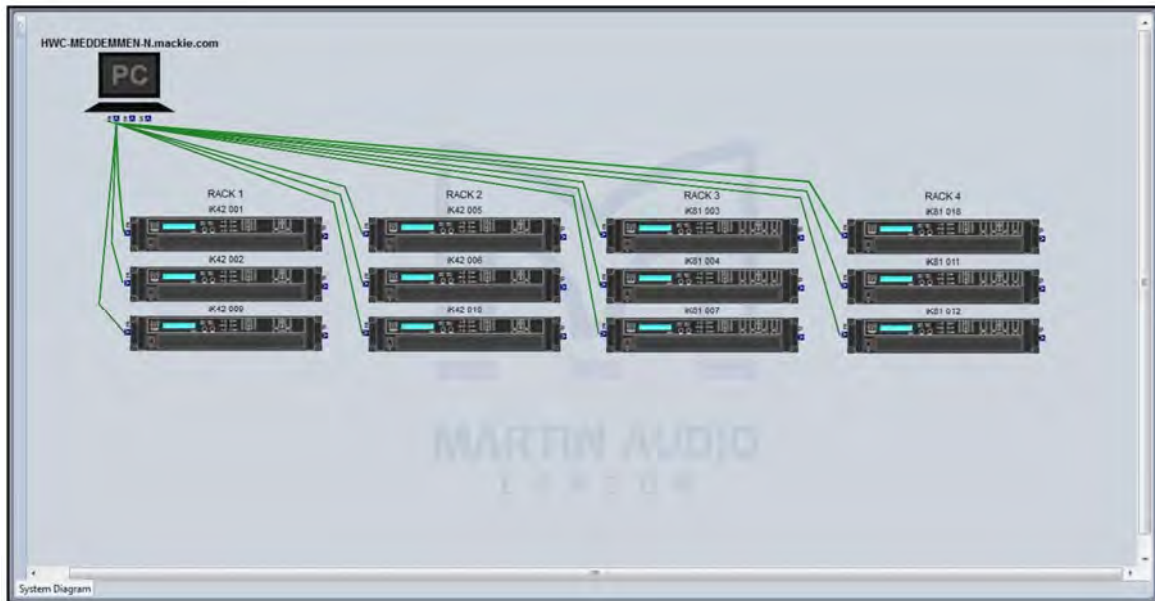 HWC-MEDDEMMEN-N.mackie.com
PC
RACK 1
RACK 2
RACK 3
RACK 4
iK42 001
iK42 005
iK81 003
iK81 018
iK42 002
iK42 006
iK81 004
iK81 011
iK42 009
iK42 010
iK81 007
iK81 012
MARTIN AUDIO
LONDON
System Diagram